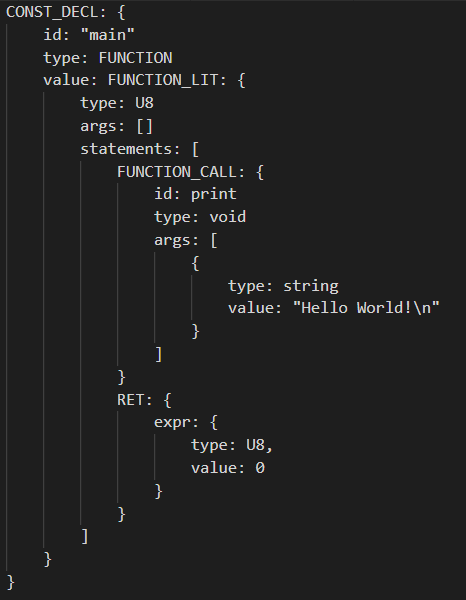 CONST_DECL: {
    id: "main"
    type: FUNCTION
    value: FUNCTION_LIT: {
        type: U8
        args: []
        statements: [
            FUNCTION_CALL: {
                id: print
                type: void
                args: [
                    {
                        type: string
                        value: "Hello World!\n"
                    }
                ]
            }
            RET: {
                expr: {
                    type: U8,
                    value: 0
                }
            }
        ]
    }
}